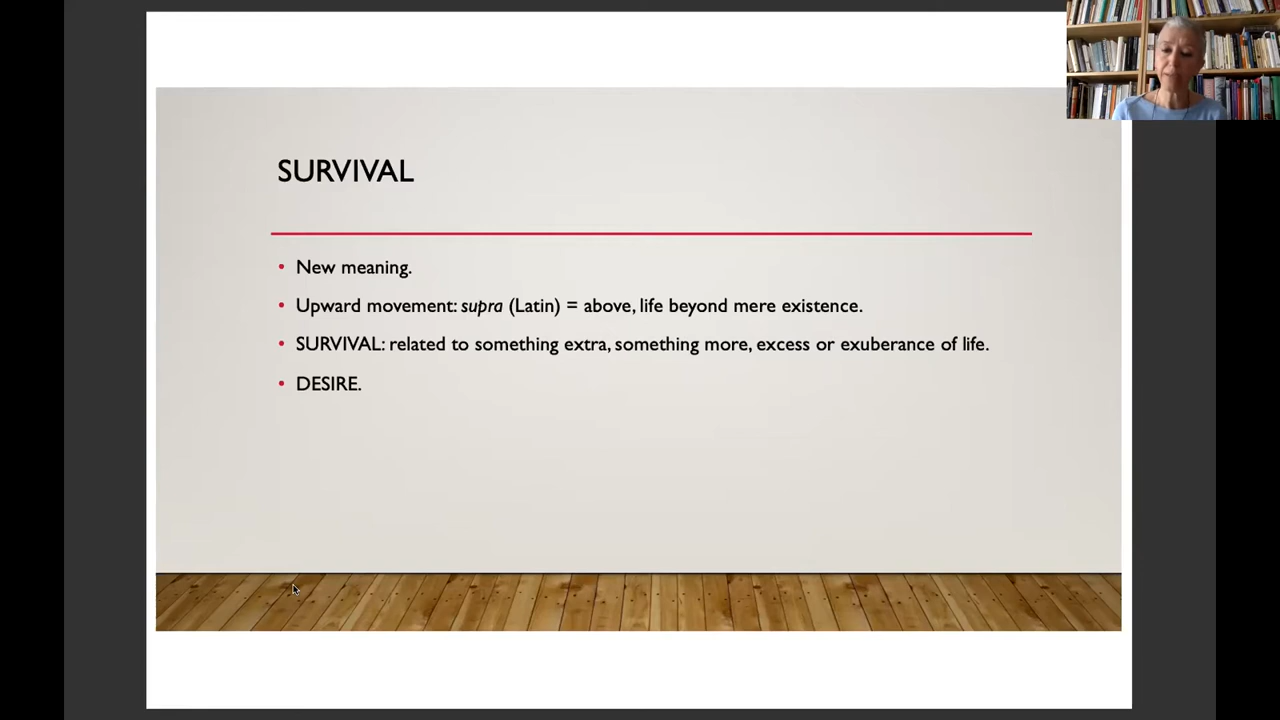 SURVIVAL
• New meaning.
• Upward movement: supra (Latin) = above, life beyond mere existence.
• SURVIVAL: related to something extra, something more, excess or exuberance of life.
• DESIRE.